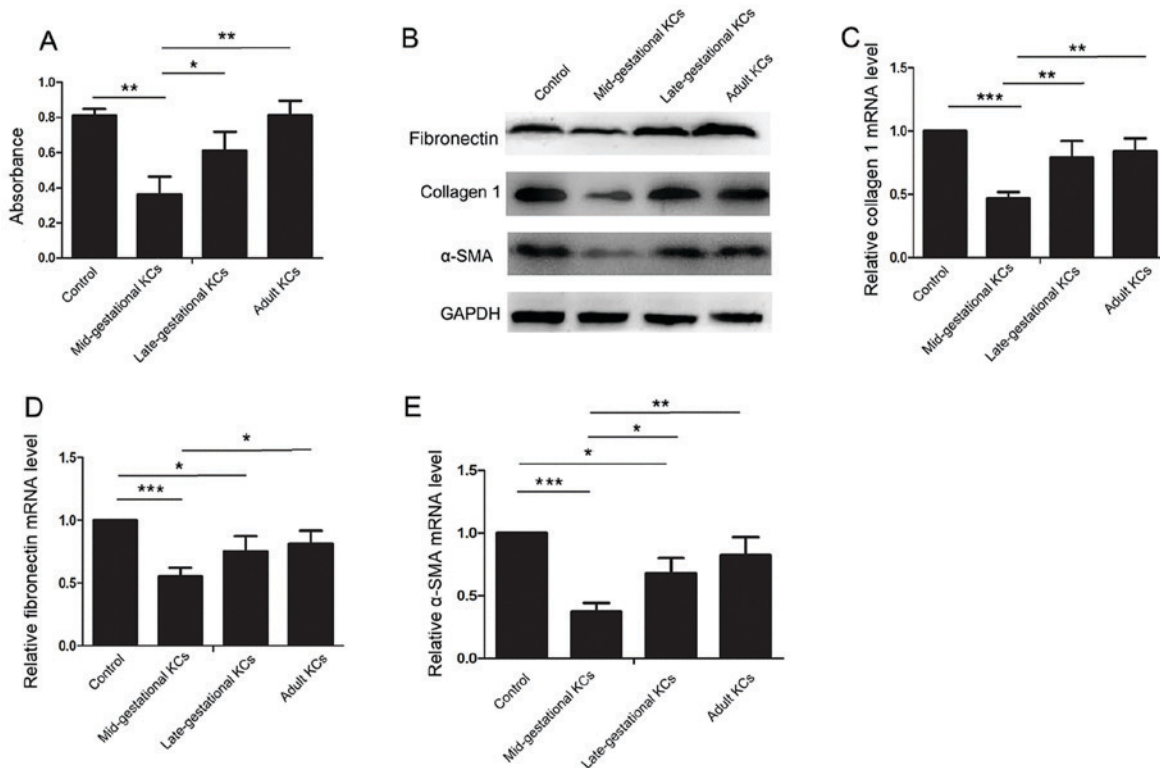 A
Absorbance
0.8
0.6
0.4
0.2
0.0
**
*
**
Control
Mid-gestational KCs
Late-gestational KCs
Adult KCs
B
Control
Mid-gestational KCs
Late-gestational KCs
Adult KCs
Fibronectin
Collagen 1
α-SMA
GAPDH
C
Relative collagen 1 mRNA level
1.5
1.0
0.5
0.0
**
**
***
Control
Mid-gestational KCs
Late-gestational KCs
Adult KCs
D
Relative fibronectin mRNA level
1.5
1.0
0.5
0.0
*
*
***
Control
Mid-gestational KCs
Late-gestational KCs
Adult KCs
E
Relative α-SMA mRNA level
1.5
1.0
0.5
0.0
**
*
*
***
Control
Mid-gestational KCs
Late-gestational KCs
Adult KCs